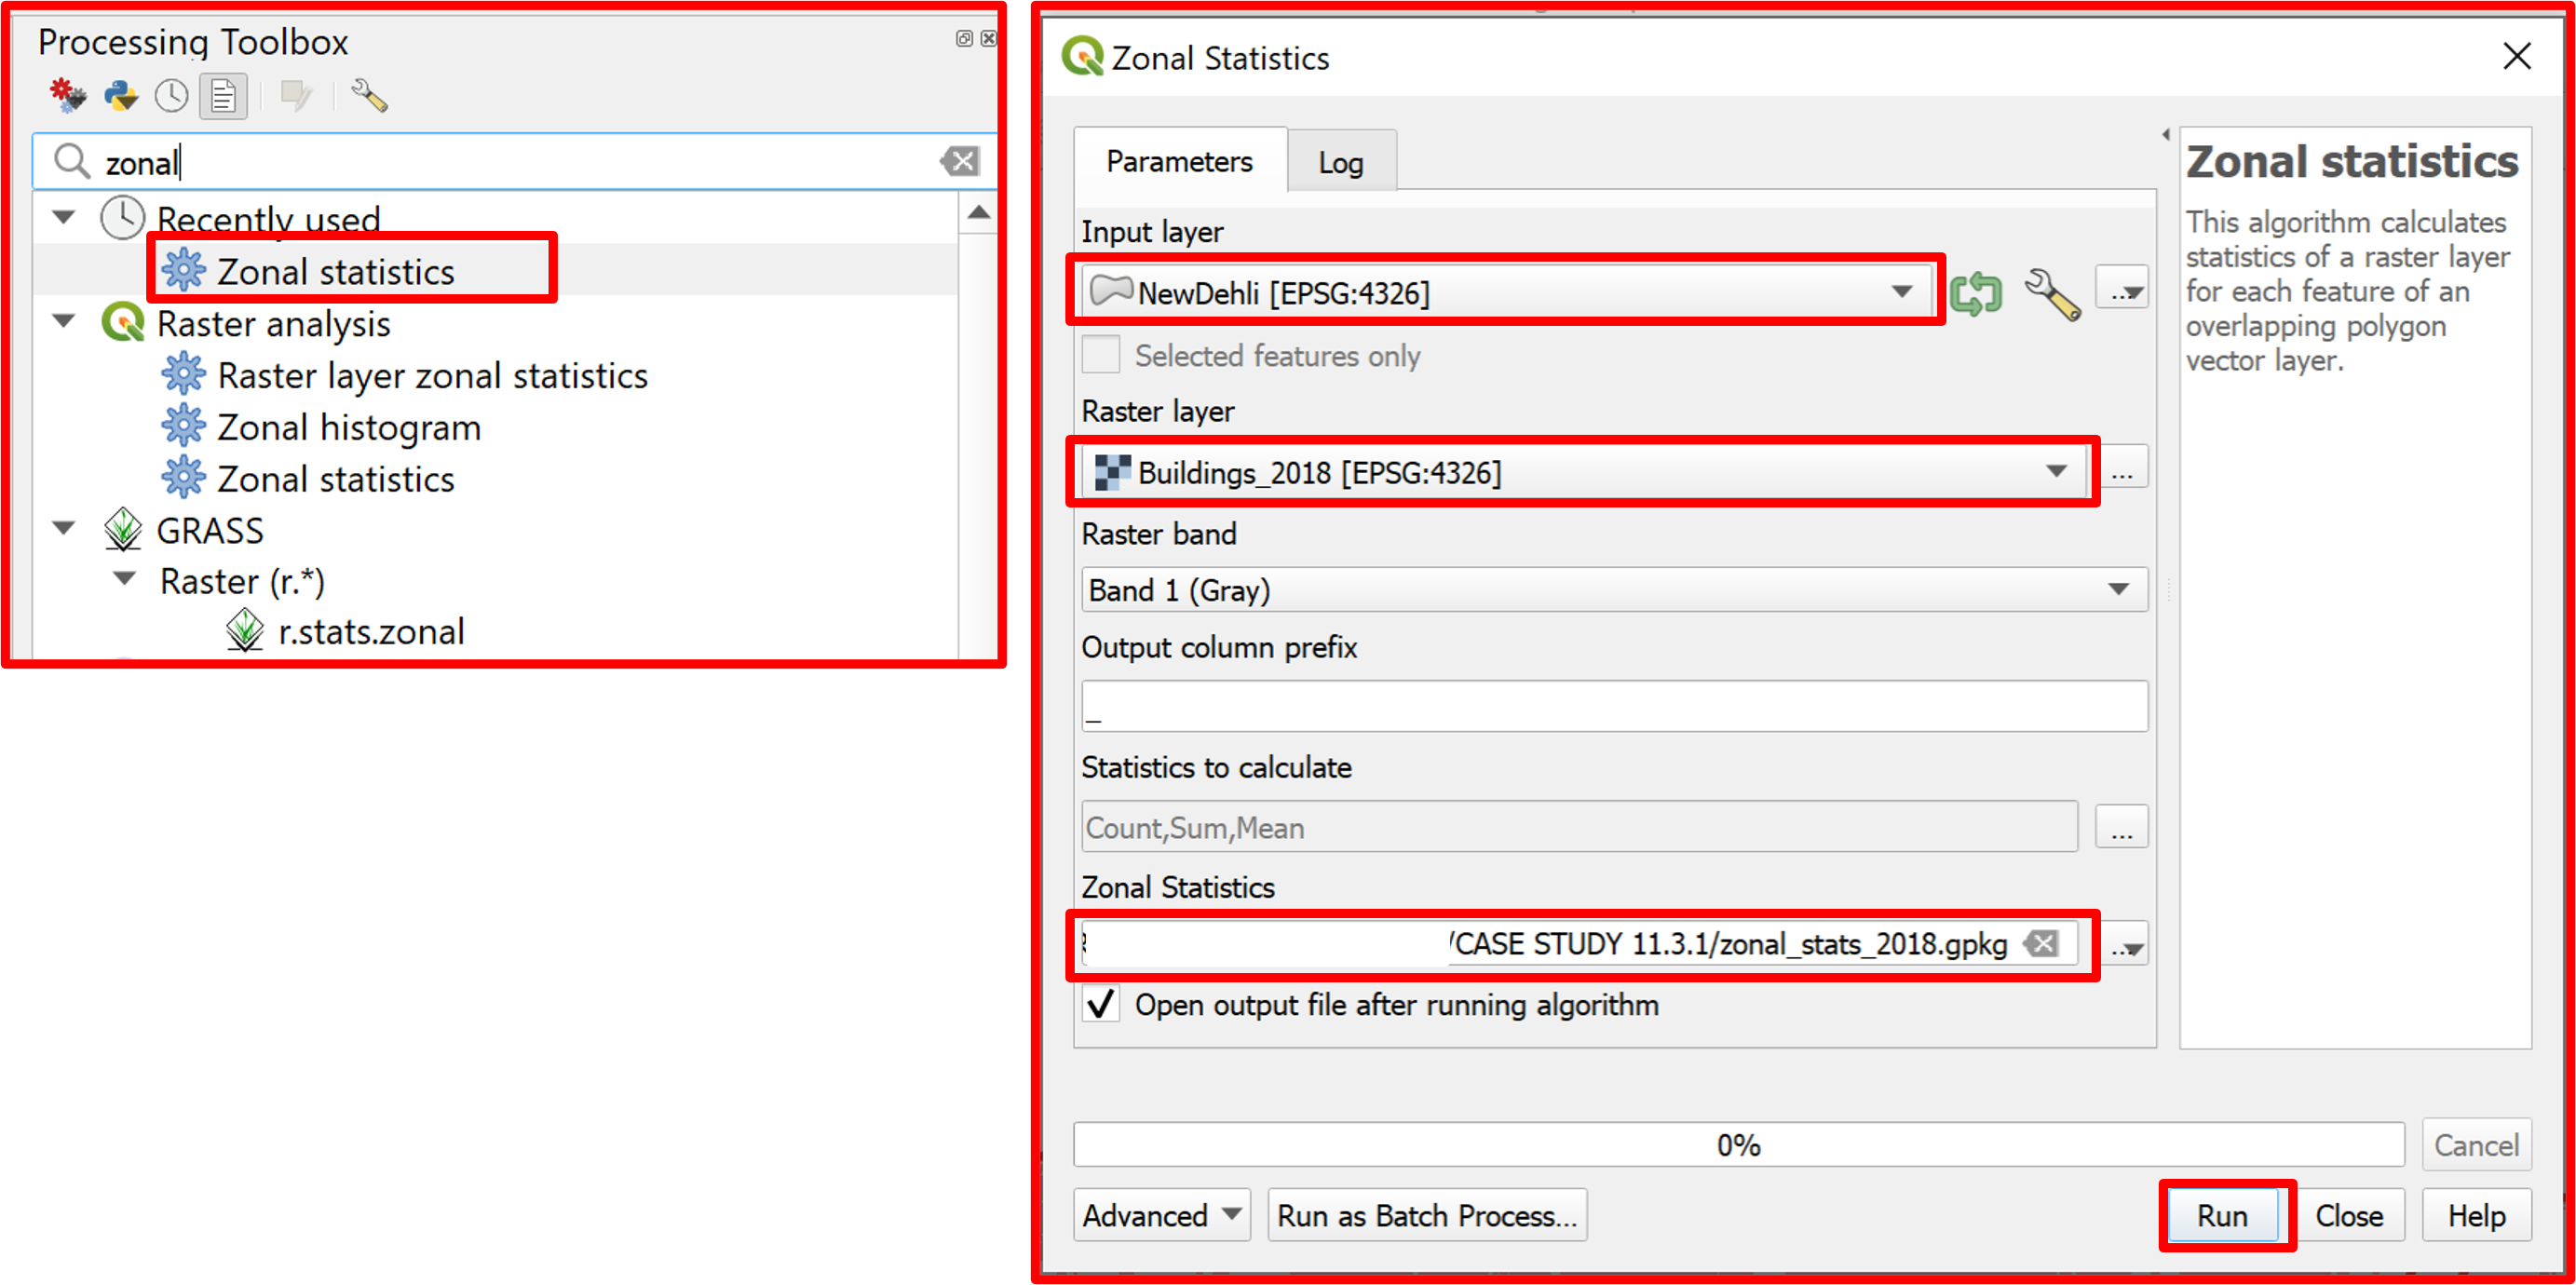 Processing Toolbox
zonal
Recently used
Zonal statistics
Raster analysis
Raster layer zonal statistics
Zonal histogram
Zonal statistics
GRASS
Raster (r.*)
r.stats.zonal
Zonal Statistics
Parameters
Log
Input layer
NewDehli [EPSG:4326]
...
Selected features only
Raster layer
Buildings_2018 [EPSG:4326]
...
Raster band
Band 1 (Gray)
Output column prefix
_
Statistics to calculate
Count,Sum,Mean
...
Zonal Statistics
/CASE STUDY 11.3.1/zonal_stats_2018.gpkg
...
Open output file after running algorithm
Zonal statistics
This algorithm calculates
statistics of a raster layer
for each feature of an
overlapping polygon
vector layer.
0%
Cancel
Advanced
Run as Batch Process...
Run
Close
Help